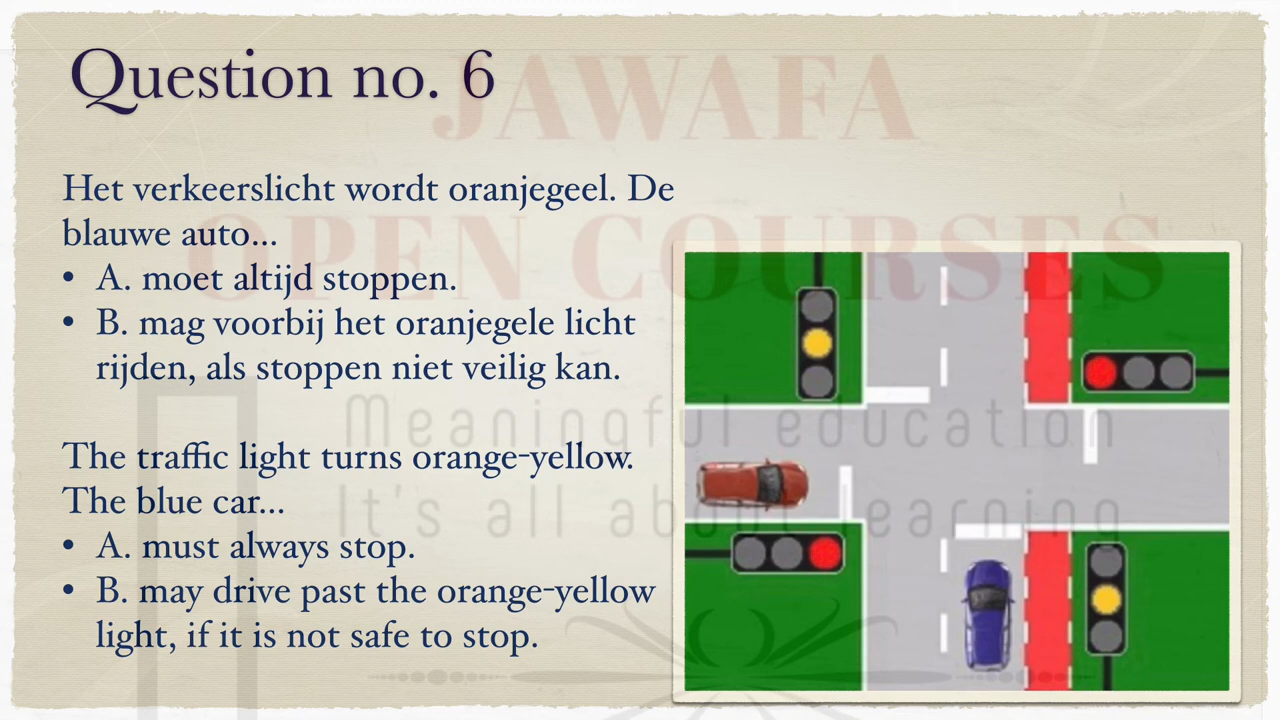 Question no. 6
JAWAFA
OPEN COURSES
Het verkeerslicht wordt oranjegeel. De
blauwe auto...
• A. moet altijd stoppen.
• B. mag voorbij het oranjegele licht
rijden, als stoppen niet veilig kan.
Meaningful education
It's all about learning
The traffic light turns orange-yellow.
The blue car...
• A. must always stop.
• B. may drive past the orange-yellow
light, if it is not safe to stop.